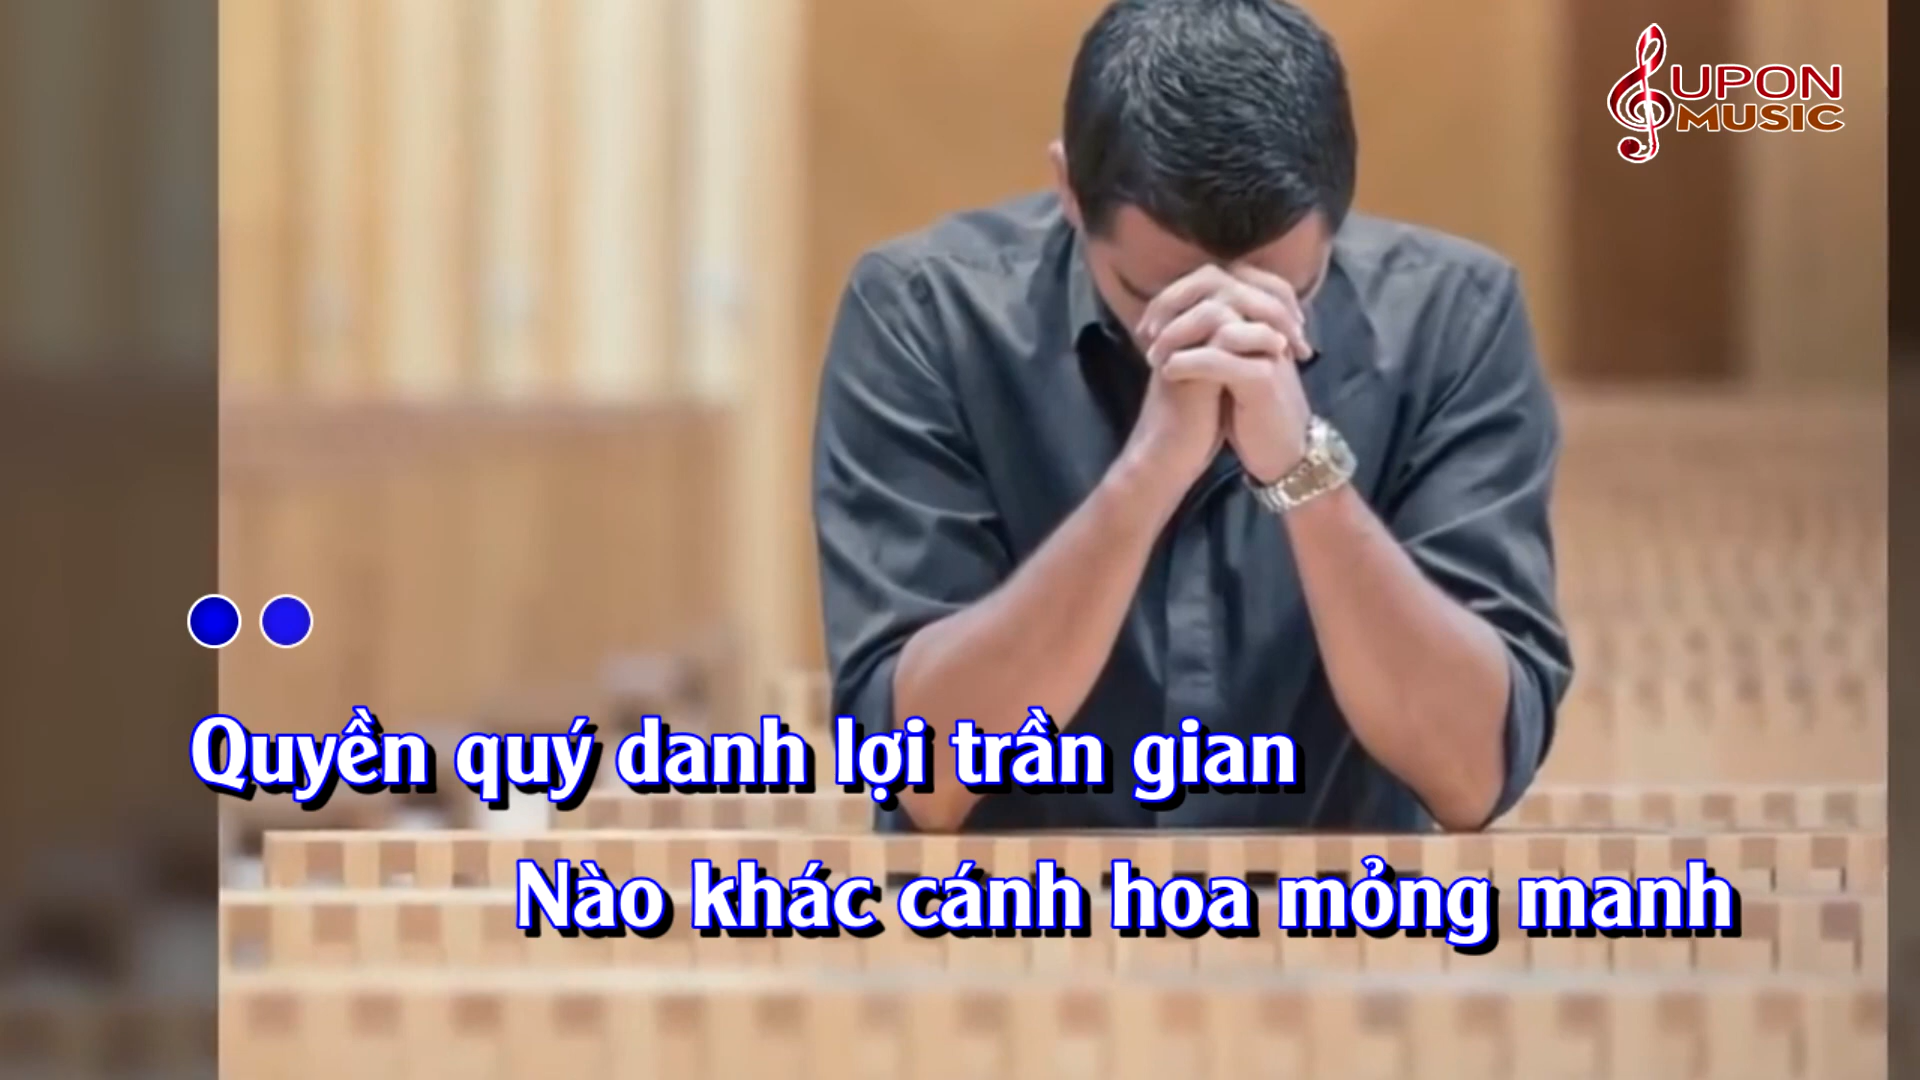 UPON
MUSIC
Quyền quý danh lợi trần gian
Nào khác cánh hoa mỏng manh